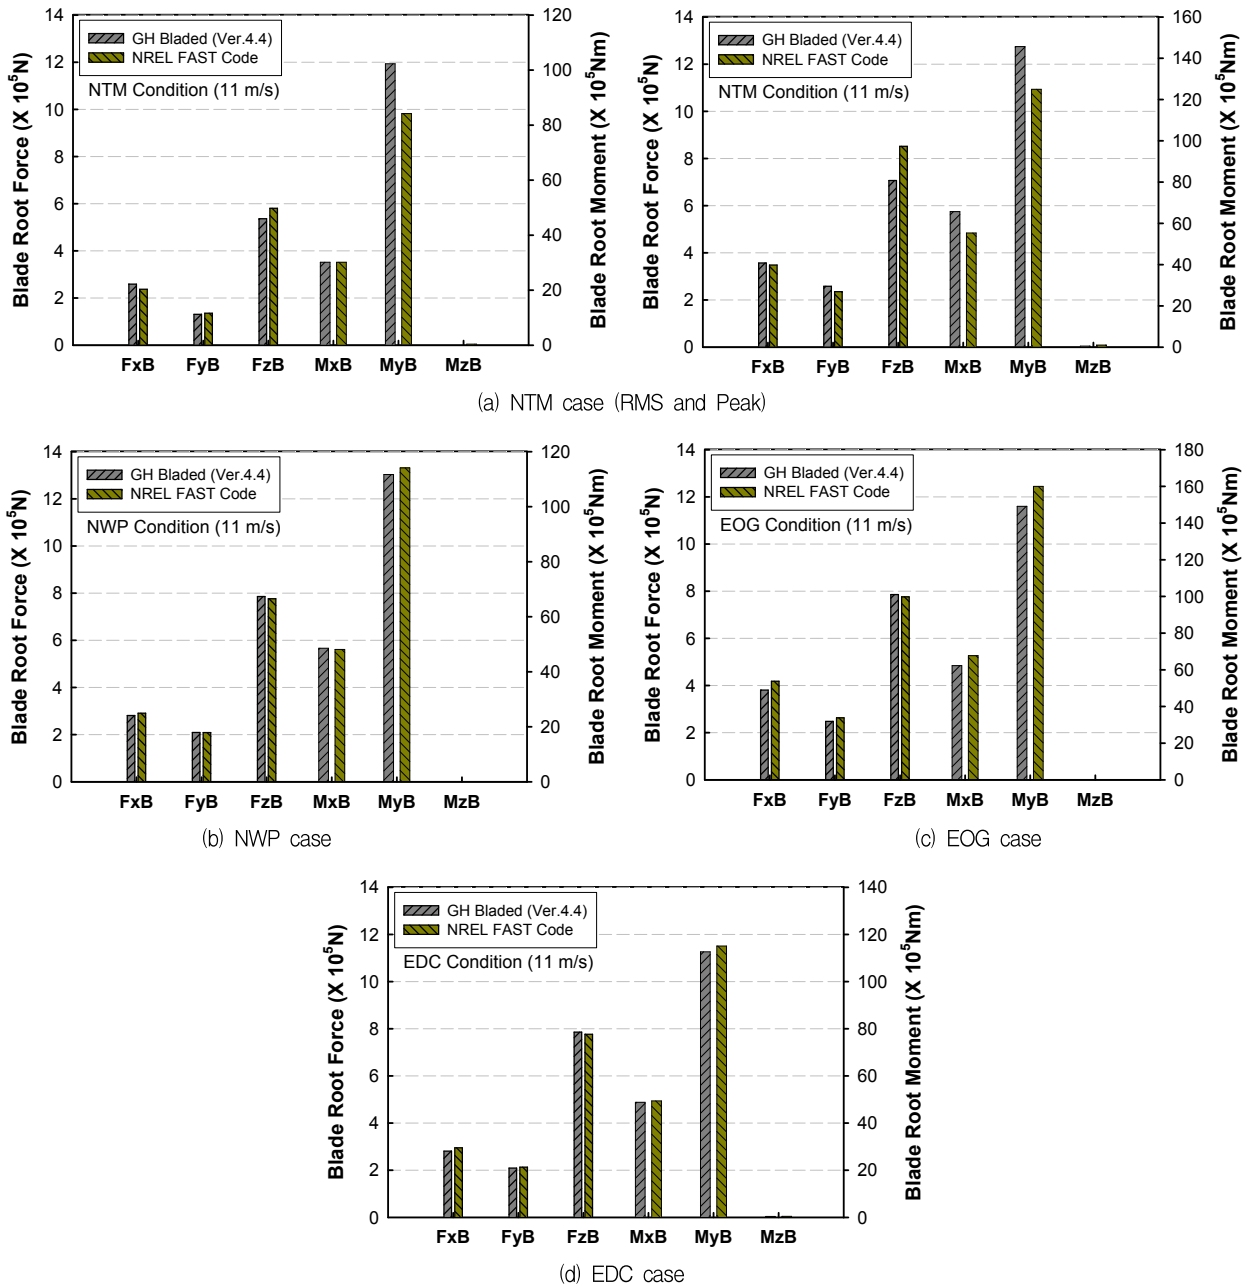 GH Bladed (Ver.4.4)
NREL FAST Code
NTM Condition (11 m/s)
Blade Root Force (X 10⁵N)
14
12
10
8
6
4
2
0
Blade Root Moment (X 10⁵Nm)
120
100
80
60
40
20
0
FxB FyB FzB MxB MyB MzB
GH Bladed (Ver.4.4)
NREL FAST Code
NTM Condition (11 m/s)
Blade Root Force (X 10⁵N)
14
12
10
8
6
4
2
0
Blade Root Moment (X 10⁵Nm)
160
140
120
100
80
60
40
20
0
FxB FyB FzB MxB MyB MzB
(a) NTM case (RMS and Peak)
GH Bladed (Ver.4.4)
NREL FAST Code
NWP Condition (11 m/s)
Blade Root Force (X 10⁵N)
14
12
10
8
6
4
2
0
Blade Root Moment (X 10⁵Nm)
120
100
80
60
40
20
0
FxB FyB FzB MxB MyB MzB
(b) NWP case
GH Bladed (Ver.4.4)
NREL FAST Code
EOG Condition (11 m/s)
Blade Root Force (X 10⁵N)
14
12
10
8
6
4
2
0
Blade Root Moment (X 10⁵Nm)
180
160
140
120
100
80
60
40
20
0
FxB FyB FzB MxB MyB MzB
(c) EOG case
GH Bladed (Ver.4.4)
NREL FAST Code
EDC Condition (11 m/s)
Blade Root Force (X 10⁵N)
14
12
10
8
6
4
2
0
Blade Root Moment (X 10⁵Nm)
140
120
100
80
60
40
20
0
FxB FyB FzB MxB MyB MzB
(d) EDC case